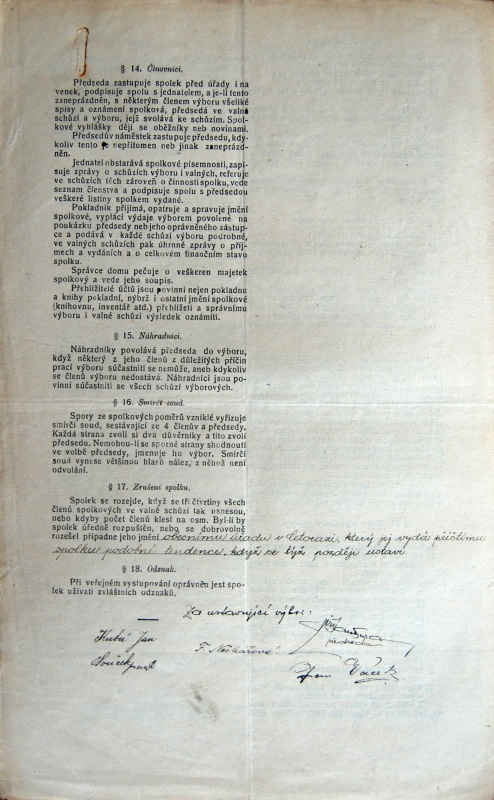 § 14. Činovníci.
Předseda zastupuje spolek před úřady i na
venek, podpisuje spolu s jednatelem, a je-li tento
zaneprázdněn, s některým členem výboru všeliké
spisy a oznámení spolková, předsedá ve valné
schůzi a výboru, jejž svolává ke schůzím. Spol-
kové vyhlášky dějí se oběžníky neb novinami.
Předsedův náměstek zastupuje předsedu, kdy-
koliv tento je nepřítomen neb jinak zaneprázd-
něn.
Jednatel obstarává spolkové písemnosti, zapi-
suje zprávy o schůzích výboru i valných, referuje
ve schůzích těch zároveň o činnosti spolku, vede
seznam členstva a podpisuje spolu s předsedou
veškeré listiny spolkem vydané.
Pokladník přijímá, opatruje a spravuje jmění
spolkové, vyplácí výdaje výborem povolené na
poukázku předsedy neb jeho oprávněného zástup-
ce a podává v každé schůzi výboru podrobné,
ve valných schůzích pak úhrnné zprávy o příj-
mech a vydáních a o celkovém finančním stavu
spolku.
Správce domu pečuje o veškeren majetek
spolkový a vede jeho soupis.
Přehlížitelé účtů jsou povinni nejen pokladnu
a knihy pokladní, nýbrž i ostatní jmění spolkové
(knihovnu, inventář atd.) přehlížeti a správnímu
výboru i valné schůzi výsledek oznámiti.
§ 15. Náhradníci.
Náhradníky povolává předseda do výboru,
když některý z jeho členů z důležitých příčin
prací výboru súčastniti se nemůže, aneb kdykoliv
se členů výboru nedostává. Náhradníci jsou po-
vinni súčastniti se všech schůzí výborových.
§ 16. Smírčí soud.
Spory ze spolkových poměrů vzniklé vyřizuje
smírčí soud, sestávající ze 4 členův a předsedy.
Každá strana zvolí si dva důvěrníky a tito zvolí
předsedu. Nemohou-li se sporné strany shodnouti
ve volbě předsedy, jmenuje ho výbor. Smírčí
soud vynese většinou hlasů nález, z něhož není
odvolání.
§ 17. Zrušení spolku.
Spolek se rozejde, když se tři čtvrtiny všech
členů spolkových ve valné schůzi tak usnesou,
nebo kdyby počet členů klesl na osm. Byl-li by
spolek úředně rozpuštěn, nebo se dobrovolně
rozešel případne jeho jmění obecnímu úřadu v Cetorazi, který jej vydá příštímu
spolku podobné tendence, když se týž později ustaví
§ 18. Odznak.
Při veřejném vystupování oprávněn jest spo-
lek užívati zvláštních odznaků.
Za ustavující výbor:
předseda
Kubů Jan
Souček
Jan Vácek